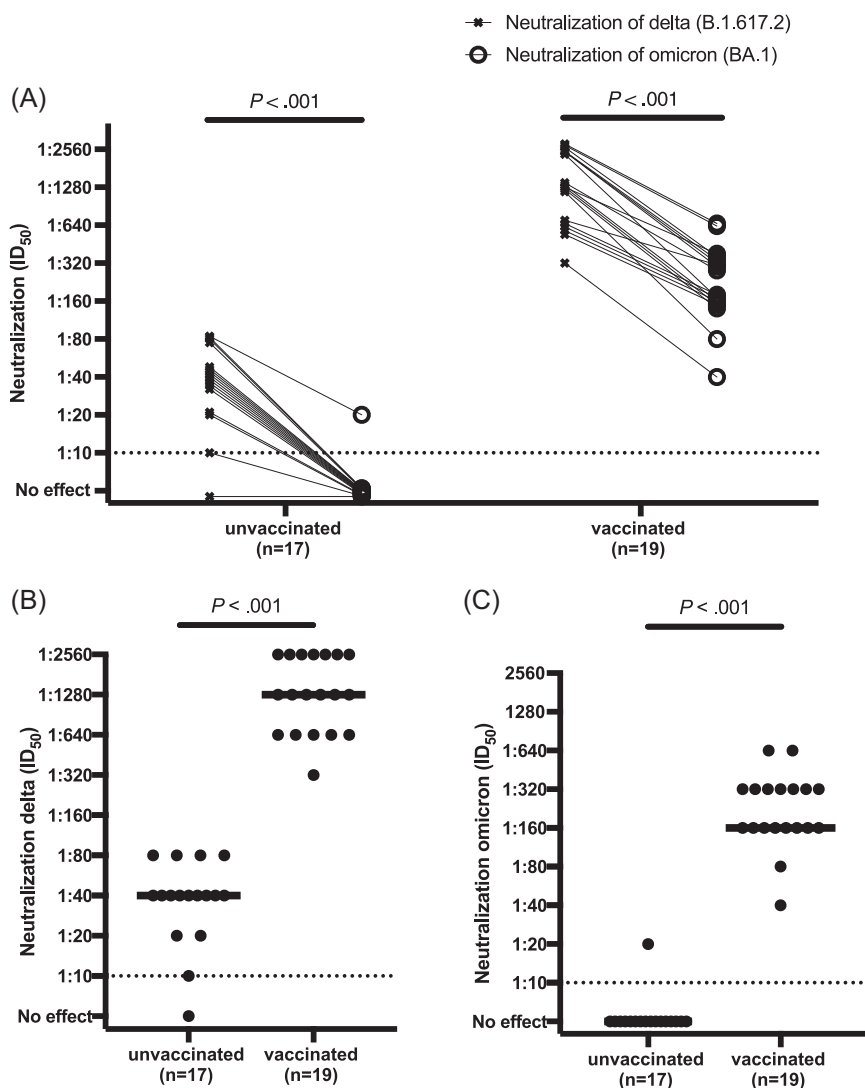 Neutralization of delta (B.1.617.2)
Neutralization of omicron (BA.1)
(A)
P < .001
P < .001
Neutralization (ID50)
1:2560
1:1280
1:640
1:320
1:160
1:80
1:40
1:20
1:10
No effect
unvaccinated
(n=17)
vaccinated
(n=19)
(B)
P < .001
Neutralization delta (ID50)
1:2560
1:1280
1:640
1:320
1:160
1:80
1:40
1:20
1:10
No effect
unvaccinated
(n=17)
vaccinated
(n=19)
(C)
P < .001
Neutralization omicron (ID50)
2560
1280
1:640
1:320
1:160
1:80
1:40
1:20
1:10
No effect
unvaccinated
(n=17)
vaccinated
(n=19)